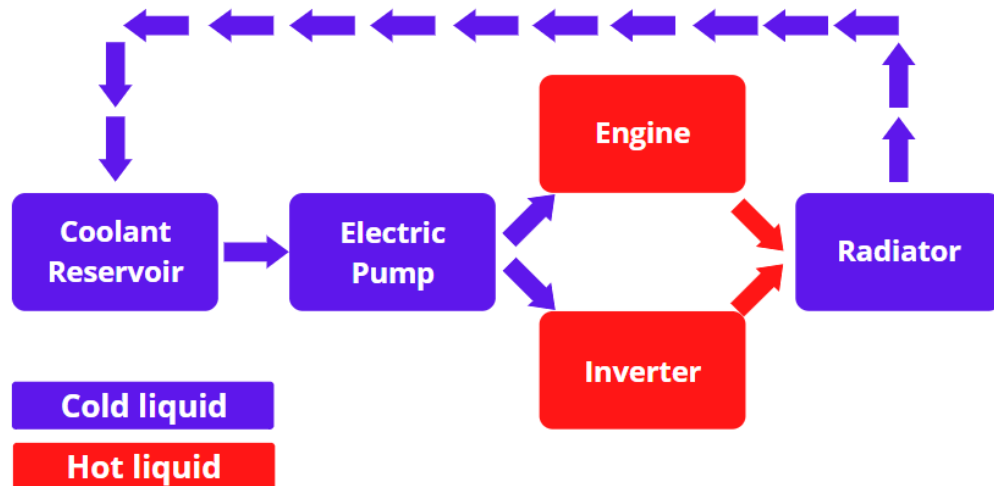 Engine
Coolant
Reservoir
Electric
Pump
Radiator
Inverter
Cold liquid
Hot liquid